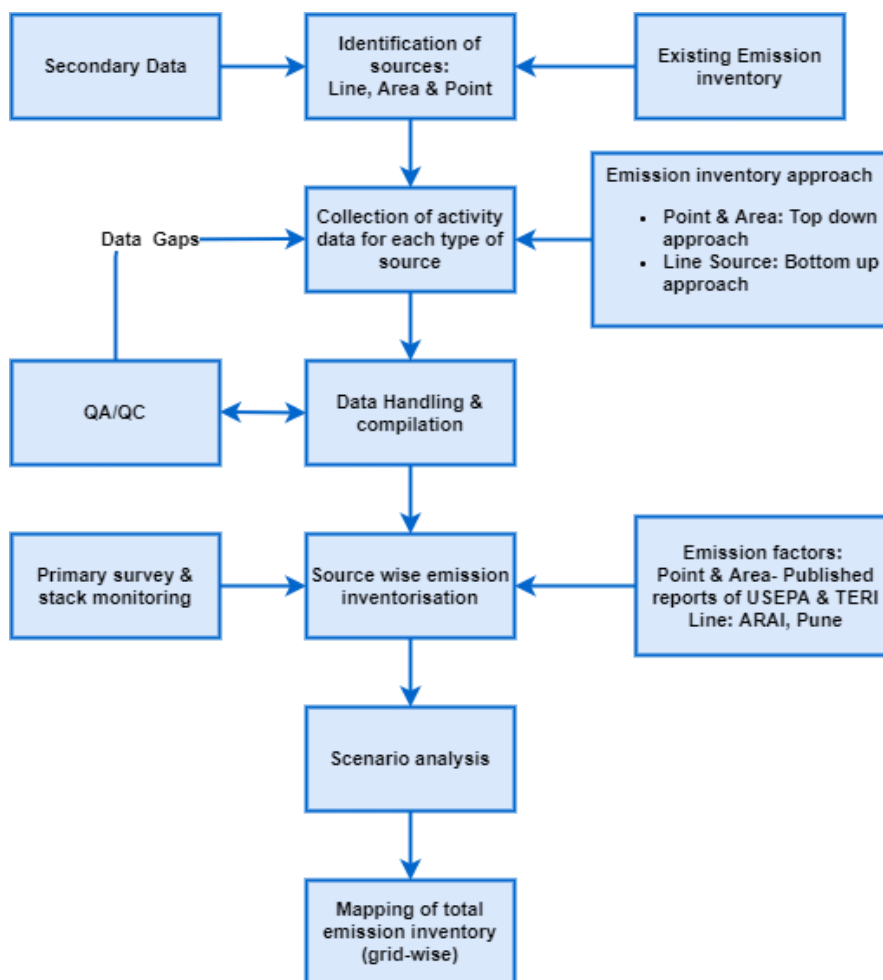 Secondary Data
Identification of
sources:
Line, Area & Point
Existing Emission
inventory
Emission inventory approach
• Point & Area: Top down
approach
• Line Source: Bottom up
approach
Collection of activity
data for each type of
source
Data Gaps
QA/QC
Data Handling &
compilation
Primary survey &
stack monitoring
Source wise emission
inventorisation
Emission factors:
Point & Area- Published
reports of USEPA & TERI
Line: ARAI, Pune
Scenario analysis
Mapping of total
emission inventory
(grid-wise)